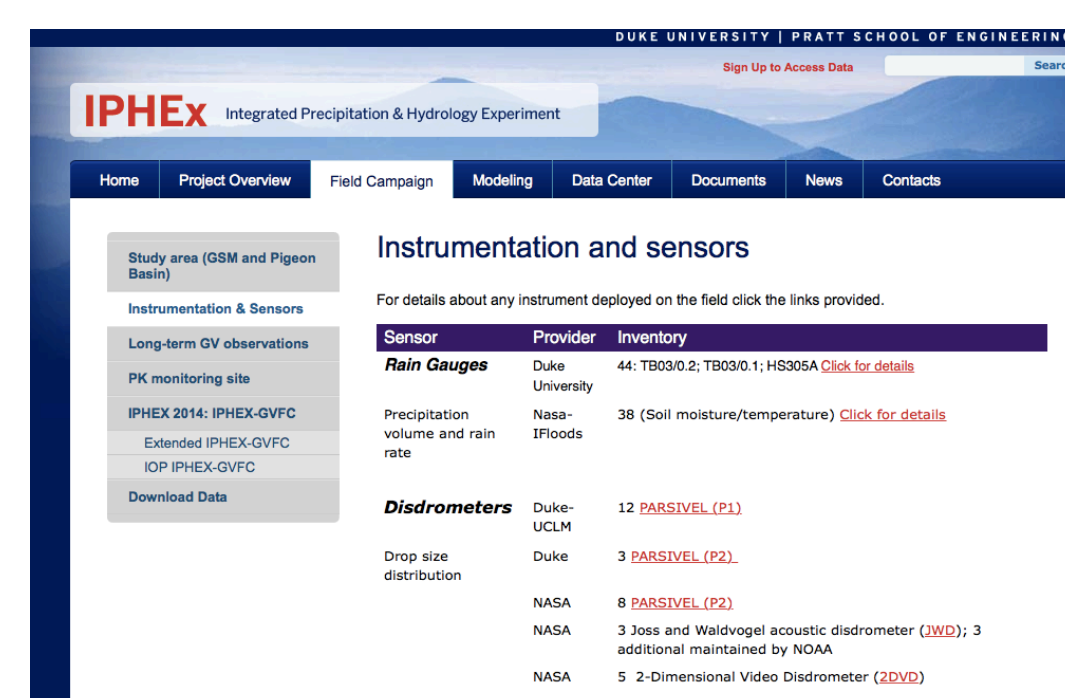 DUKE UNIVERSITY | PRATT SCHOOL OF ENGINEERING
Sign Up to Access Data
Searc
IPHEx Integrated Precipitation & Hydrology Experiment
Home Project Overview Field Campaign Modeling Data Center Documents News Contacts
Study area (GSM and Pigeon
Basin)
Instrumentation & Sensors
Long-term GV observations
PK monitoring site
IPHEX 2014: IPHEX-GVFC
Extended IPHEX-GVFC
IOP IPHEX-GVFC
Download Data
Instrumentation and sensors
For details about any instrument deployed on the field click the links provided.
Sensor Provider Inventory
Rain Gauges Duke 44: TB03/0.2; TB03/0.1; HS305A Click for details
University
Precipitation Nasa- 38 (Soil moisture/temperature) Click for details
volume and rain IFloods
rate
Disdrometers Duke- 12 PARSIVEL (P1)
UCLM
Drop size Duke 3 PARSIVEL (P2)
distribution
NASA 8 PARSIVEL (P2)
NASA 3 Joss and Waldvogel acoustic disdrometer (JWD); 3
additional maintained by NOAA
NASA 5 2-Dimensional Video Disdrometer (2DVD)